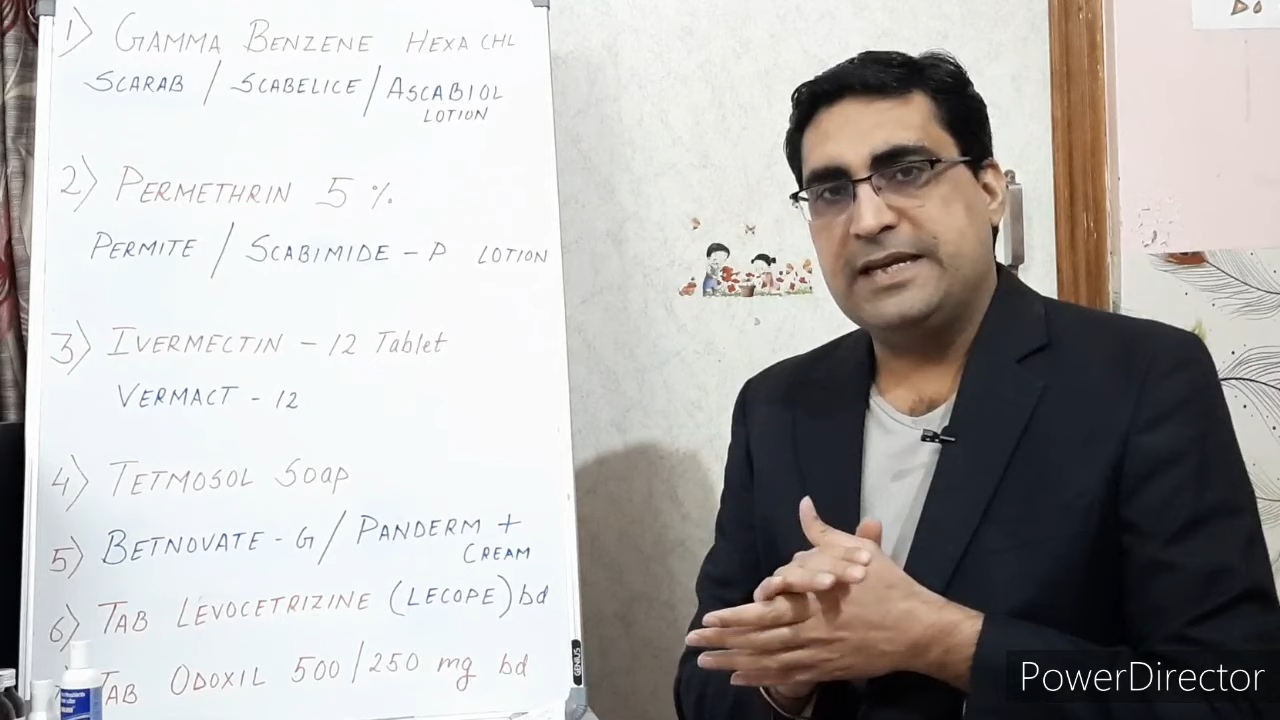 1) GAMMA BENZENE HEXA CHL
SCARAB / SCABELICE / ASCABIOL
LOTION
2) PERMETHRIN 5 %
PERMITE / SCABIMIDE - P LOTION
3) IVERMECTIN - 12 Tablet
VERMACT - 12
4) TETMOSOL Soap
5) BETNOVATE - G / PANDERM +
CREAM
6) TAB LEVOCETRIZINE (LECOPE) bd
TAB ODOXIL 500 / 250 mg bd
GENIUS
PowerDirector